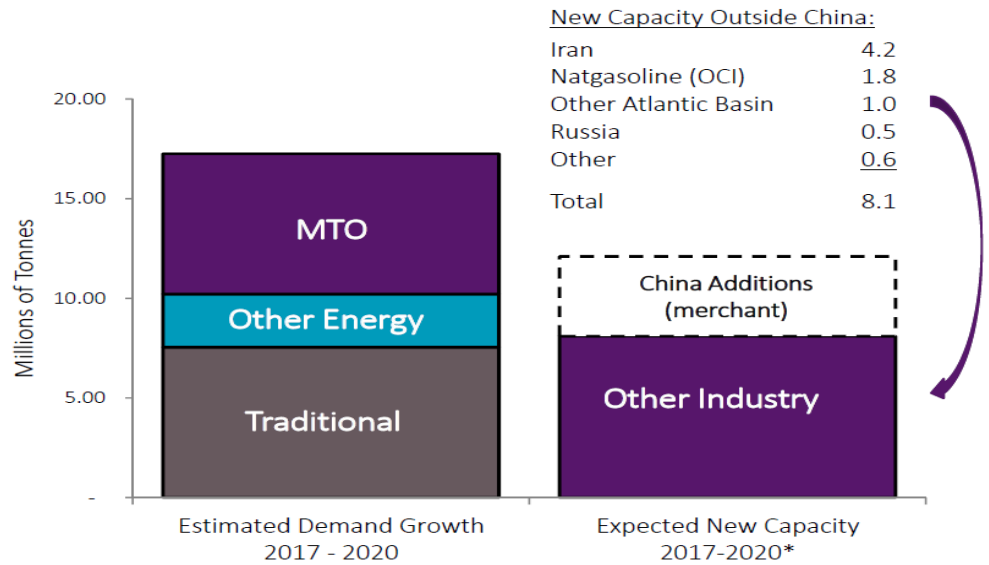 New Capacity Outside China:
Iran 4.2
Natgasoline (OCI) 1.8
Other Atlantic Basin 1.0
Russia 0.5
Other 0.6
Total 8.1
Millions of Tonnes
20.00
15.00
10.00
5.00
-
MTO
Other Energy
Traditional
China Additions
(merchant)
Other Industry
Estimated Demand Growth
2017 - 2020
Expected New Capacity
2017-2020*